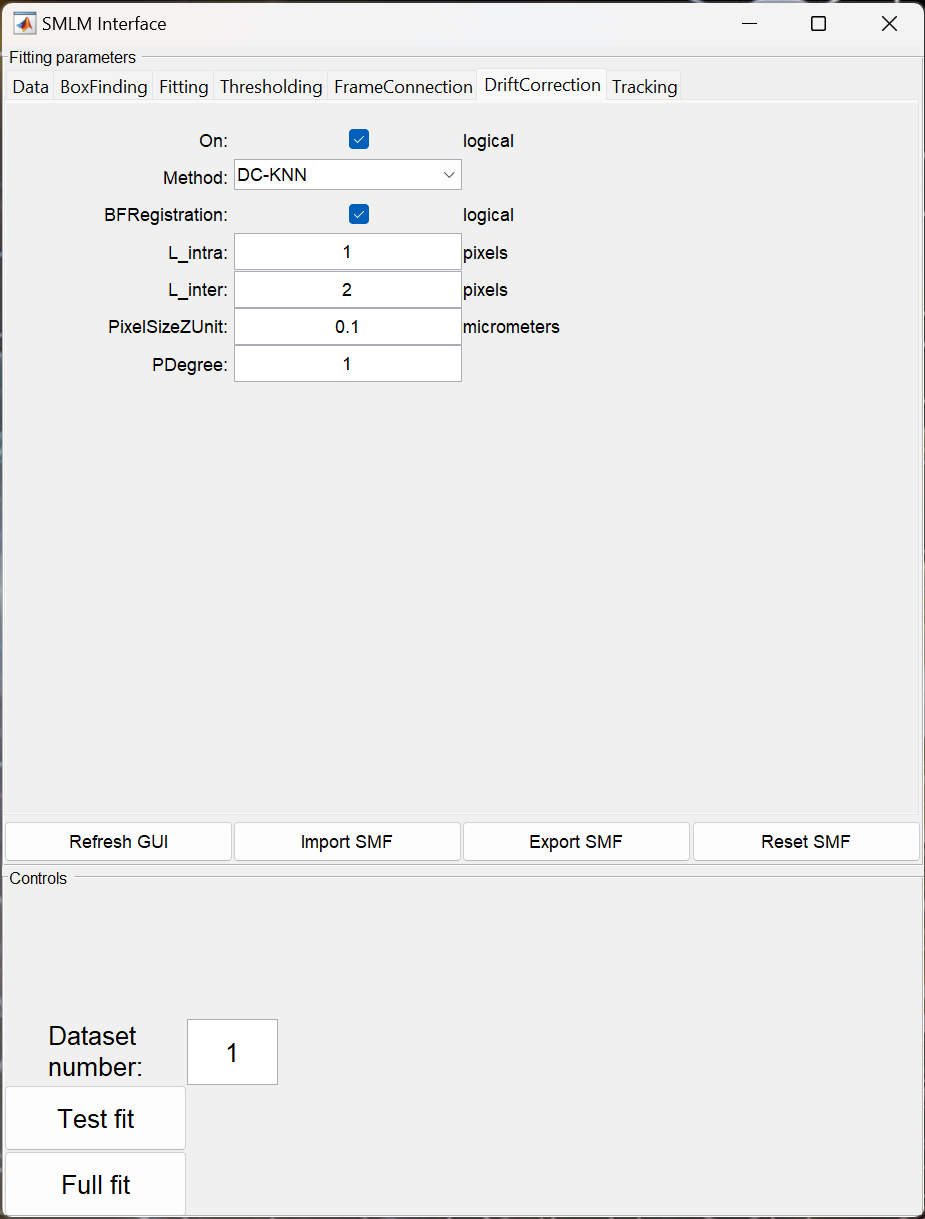 SMLM Interface
Fitting parameters
Data BoxFinding Fitting Thresholding FrameConnection DriftCorrection Tracking
On: logical
Method: DC-KNN
BFRegistration: logical
L_intra: 1 pixels
L_inter: 2 pixels
PixelSizeZUnit: 0.1 micrometers
PDegree: 1
Refresh GUI Import SMF Export SMF Reset SMF
Controls
Dataset
number: 1
Test fit
Full fit